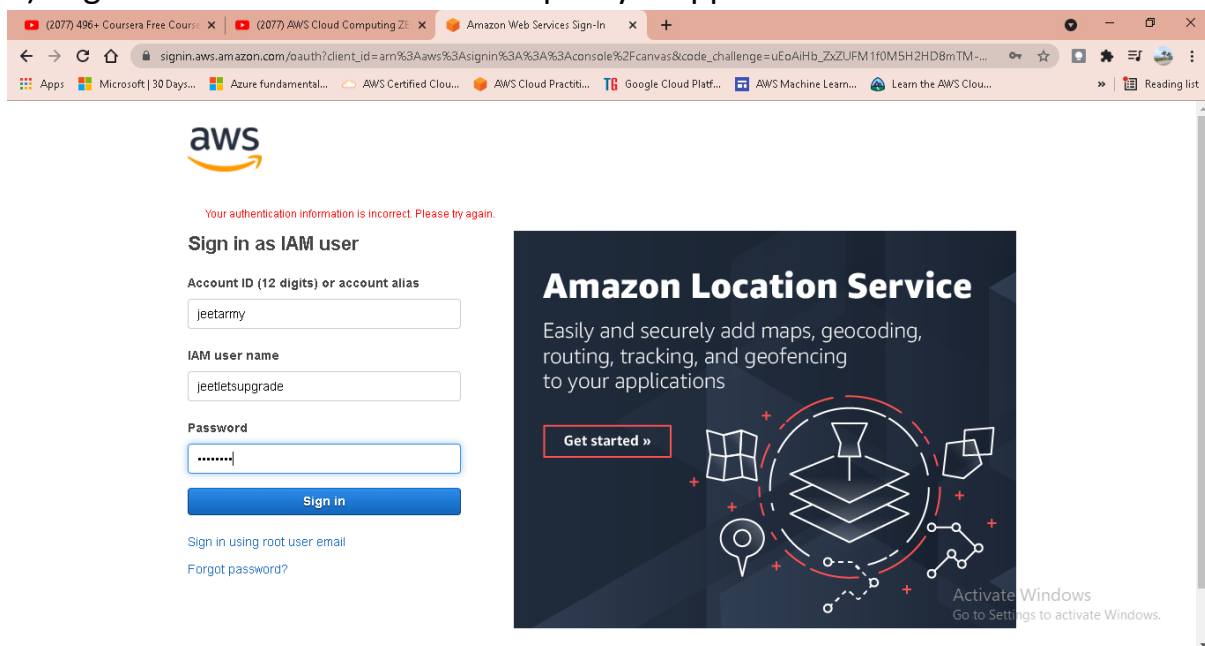 (2077) 496+ Coursera Free Course
(2077) AWS Cloud Computing ZE
Amazon Web Services Sign-In
signin.aws.amazon.com/oauth?client_id=arn%3Aaws%3Asignin%3A%3A%3Aconsole%2Fcanvas&code_challenge=uEoAiHb_ZxZUFM1f0M5H2HD8mTM-...
Apps
Microsoft | 30 Days...
Azure fundamental...
AWS Certified Clou...
AWS Cloud Practiti...
TG Google Cloud Platf...
AWS Machine Learn...
Learn the AWS Clou...
»
Reading list
aws
Your authentication information is incorrect. Please try again.
Sign in as IAM user
Account ID (12 digits) or account alias
jeetarmy
IAM user name
jeetletsupgrade
Password
••••••••
Sign in
Sign in using root user email
Forgot password?
Amazon Location Service
Easily and securely add maps, geocoding,
routing, tracking, and geofencing
to your applications
Get started »
Activate Windows
Go to Settings to activate Windows.